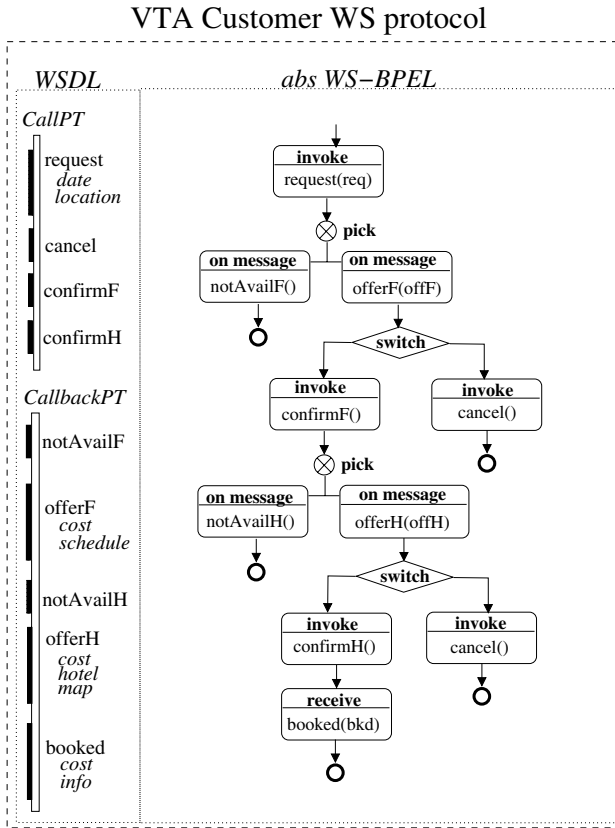 VTA Customer WS protocol
WSDL
abs WS−BPEL
CallPT
request
date
location
cancel
confirmF
confirmH
CallbackPT
notAvailF
offerF
cost
schedule
notAvailH
offerH
cost
hotel
map
booked
cost
info
invoke
request(req)
pick
on message
notAvailF()
on message
offerF(offF)
switch
invoke
confirmF()
invoke
cancel()
pick
on message
notAvailH()
on message
offerH(offH)
switch
invoke
confirmH()
invoke
cancel()
receive
booked(bkd)